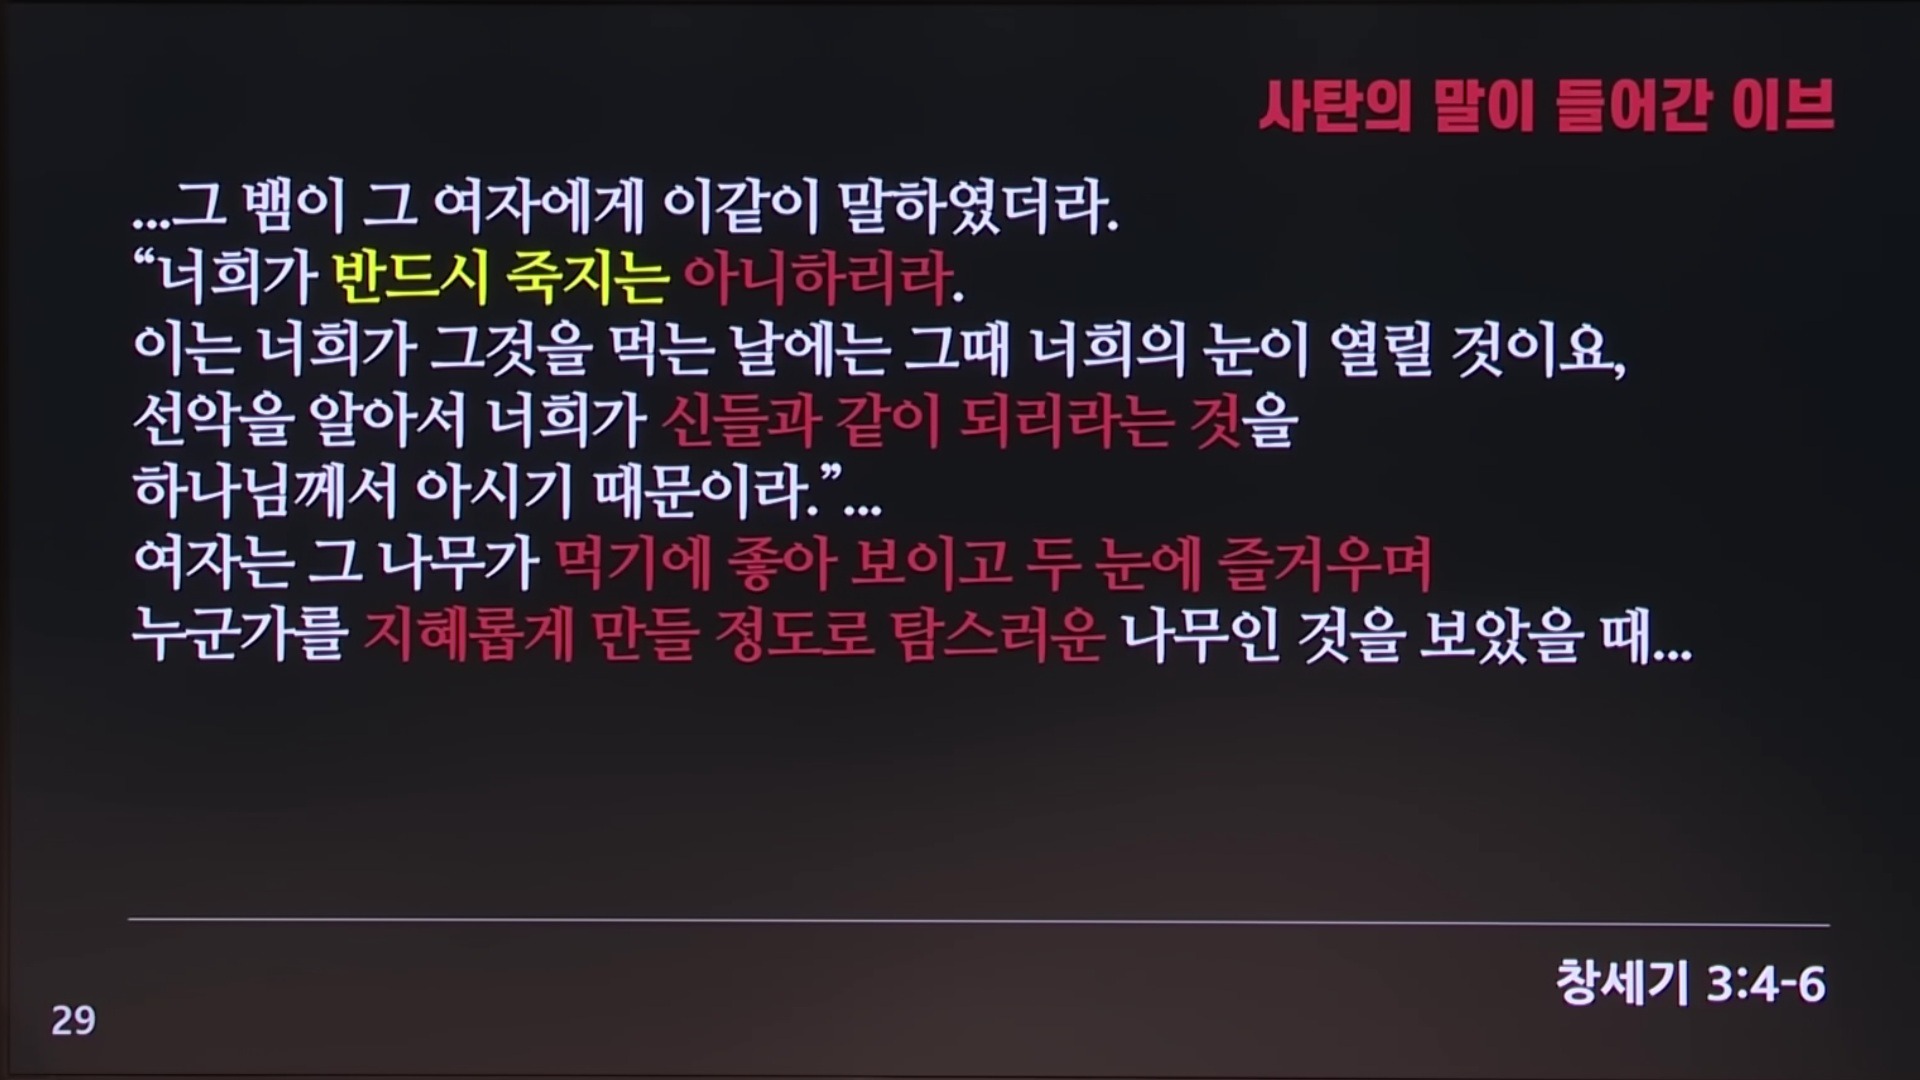 사탄의 말이 들어간 이브
...그 뱀이 그 여자에게 이같이 말하였더라.
“너희가 반드시 죽지는 아니하리라.
이는 너희가 그것을 먹는 날에는 그때 너희의 눈이 열릴 것이요,
선악을 알아서 너희가 신들과 같이 되리라는 것을
하나님께서 아시기 때문이라.”...
여자는 그 나무가 먹기에 좋아 보이고 두 눈에 즐거우며
누군가를 지혜롭게 만들 정도로 탐스러운 나무인 것을 보았을 때...
창세기 3:4-6
29